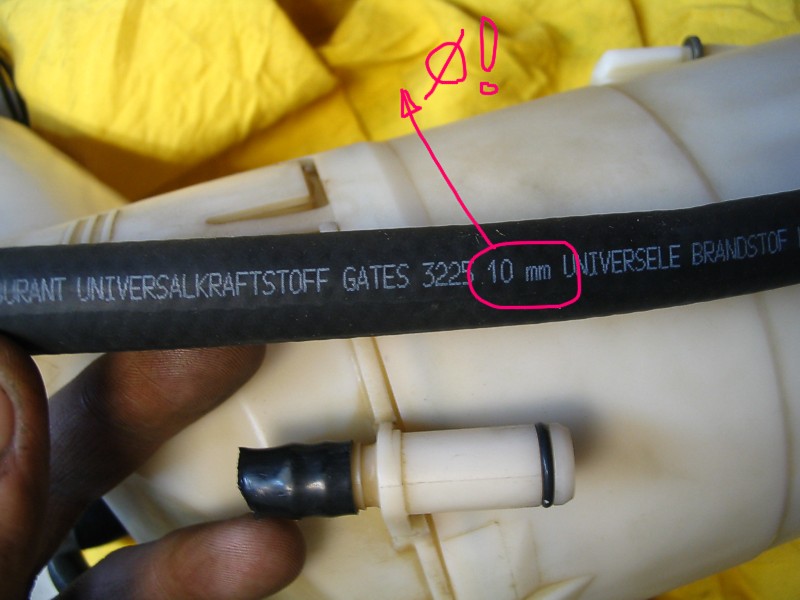 Ø!
URANT UNIVERSALKRAFTSTOFF GATES 3225 10 mm UNIVERSELE BRANDSTOF